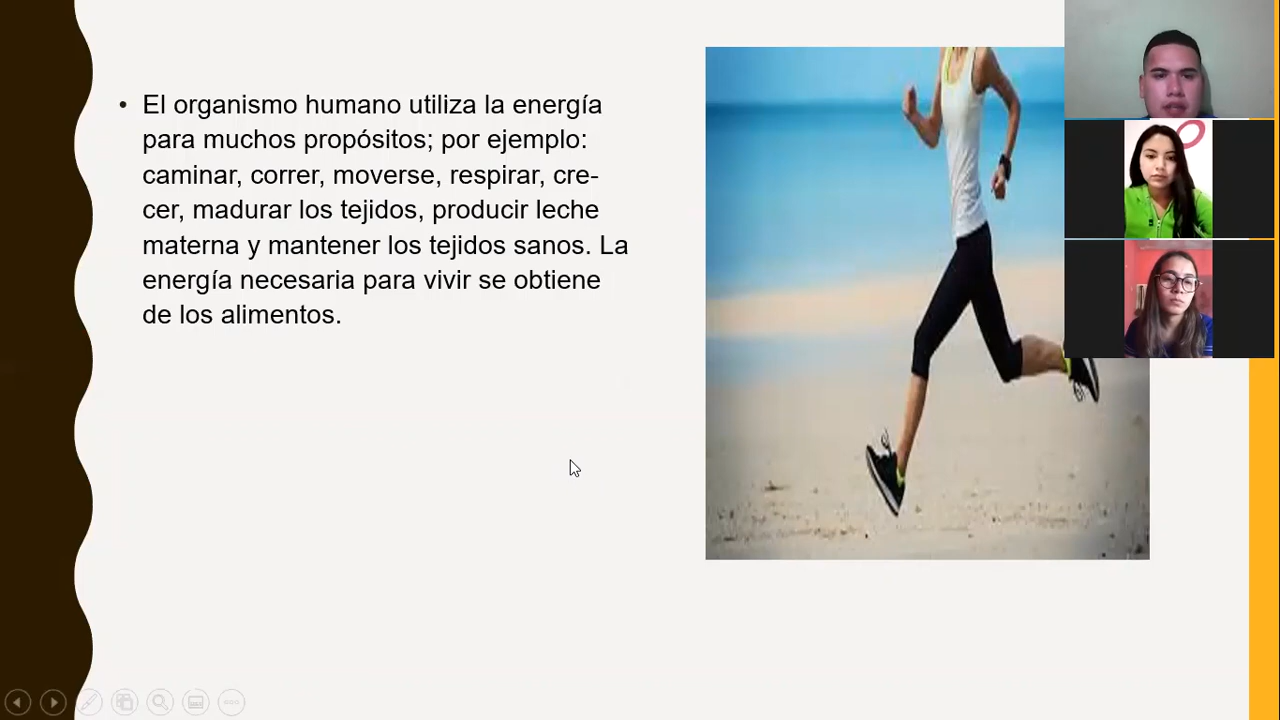 • El organismo humano utiliza la energía
para muchos propósitos; por ejemplo:
caminar, correr, moverse, respirar, cre-
cer, madurar los tejidos, producir leche
materna y mantener los tejidos sanos. La
energía necesaria para vivir se obtiene
de los alimentos.